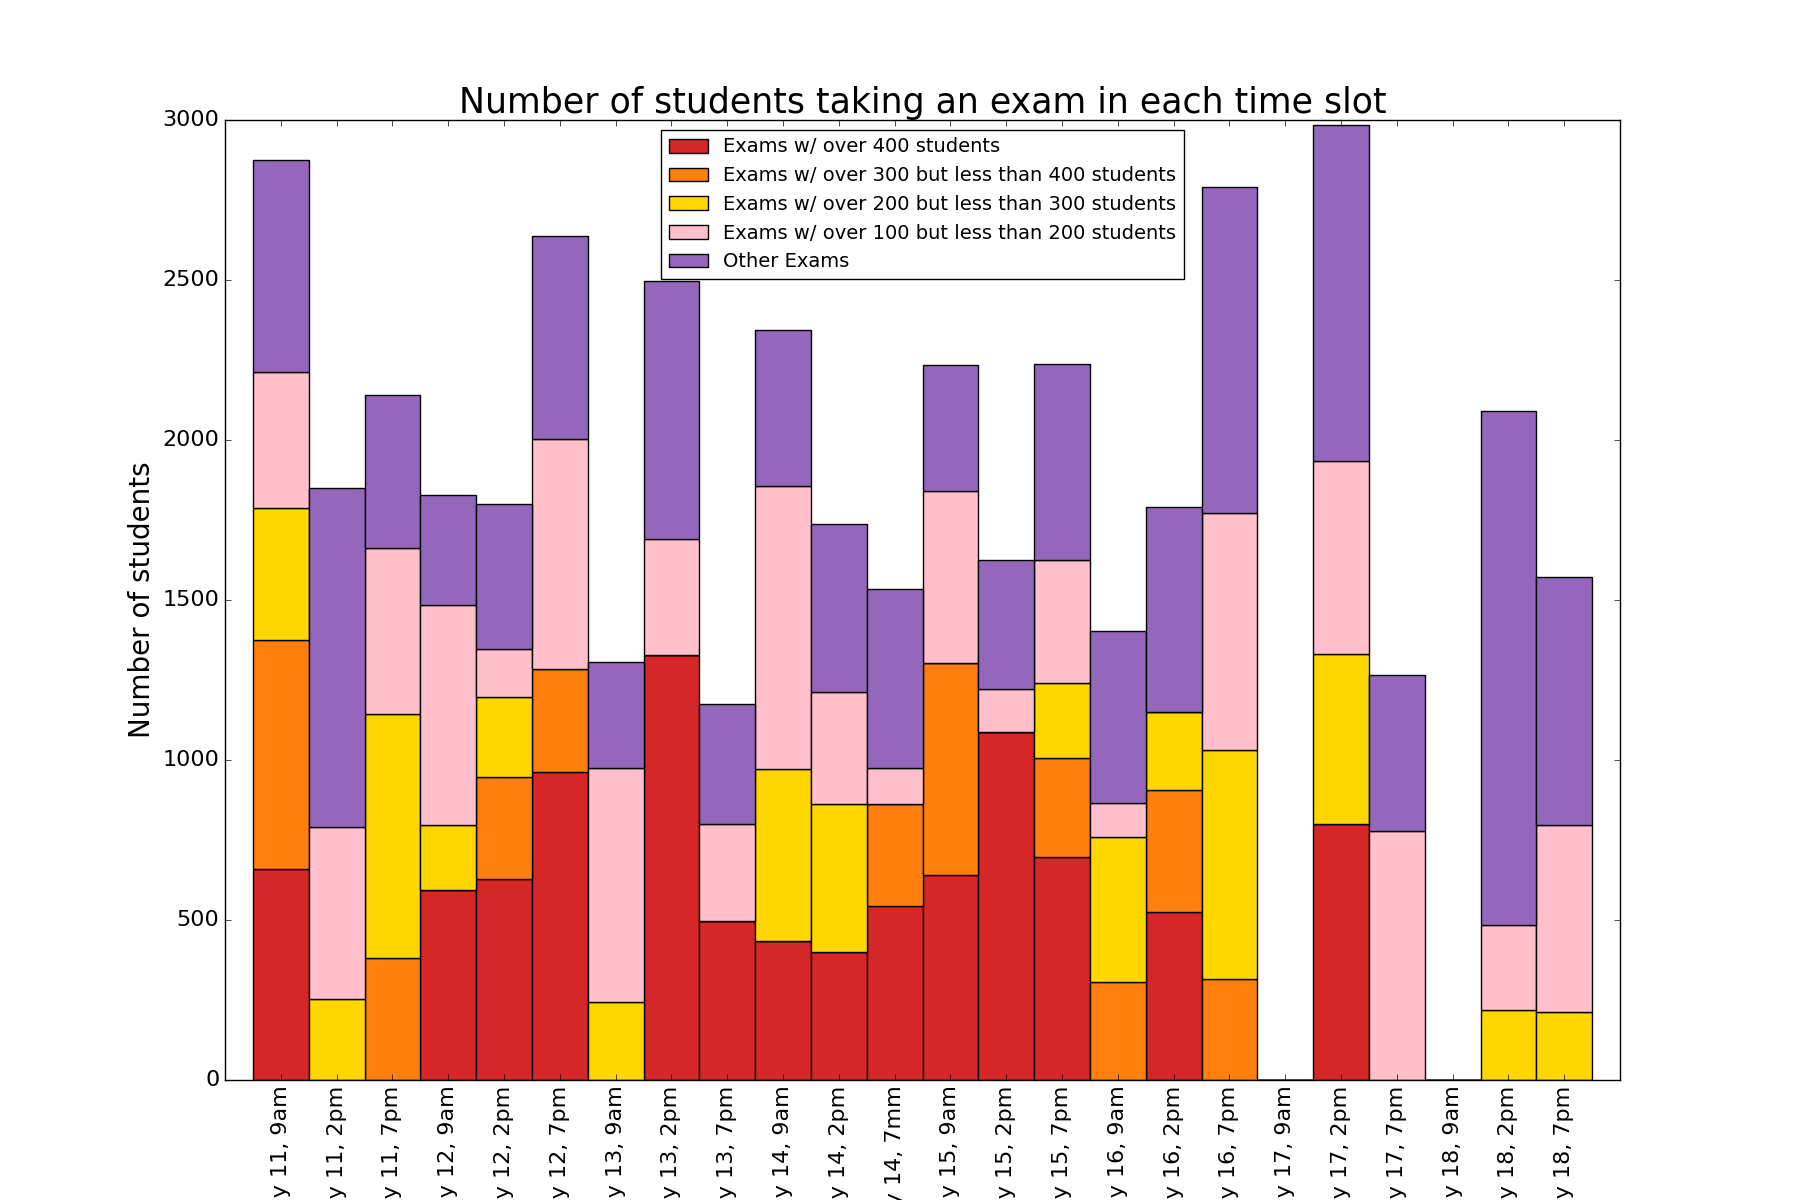 Number of students taking an exam in each time slot
Exams w/ over 400 students
Exams w/ over 300 but less than 400 students
Exams w/ over 200 but less than 300 students
Exams w/ over 100 but less than 200 students
Other Exams
Number of students
3000
2500
2000
1500
1000
500
0
y 11, 9am
y 11, 2pm
y 11, 7pm
y 12, 9am
y 12, 2pm
y 12, 7pm
y 13, 9am
y 13, 2pm
y 13, 7pm
y 14, 9am
y 14, 2pm
y 14, 7mm
y 15, 9am
y 15, 2pm
y 15, 7pm
y 16, 9am
y 16, 2pm
y 16, 7pm
y 17, 9am
y 17, 2pm
y 17, 7pm
y 18, 9am
y 18, 2pm
y 18, 7pm